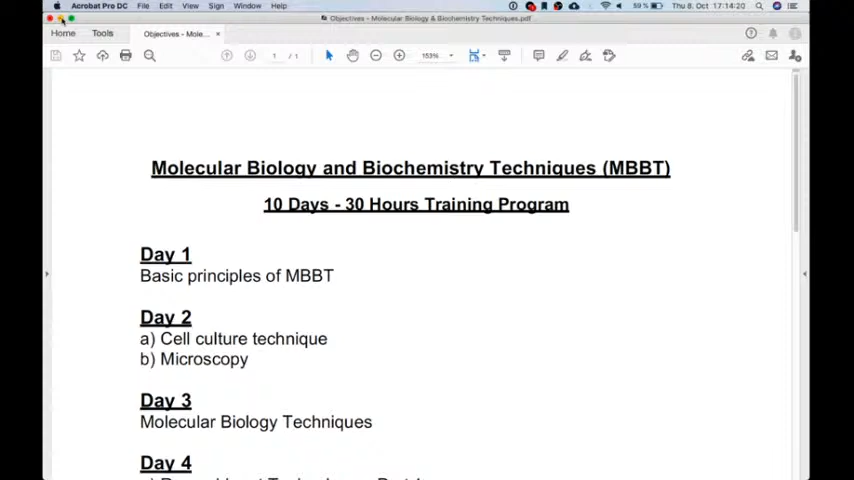 Acrobat Pro DC File Edit View Window Sign Help 59 % Thu 8. Oct 17:14:20
Objectives - Molecular Biology & Biochemistry Techniques.pdf
Home Tools Objectives - Mole... ×
1 / 1 153%
Molecular Biology and Biochemistry Techniques (MBBT)
10 Days - 30 Hours Training Program
Day 1
Basic principles of MBBT
Day 2
a) Cell culture technique
b) Microscopy
Day 3
Molecular Biology Techniques
Day 4